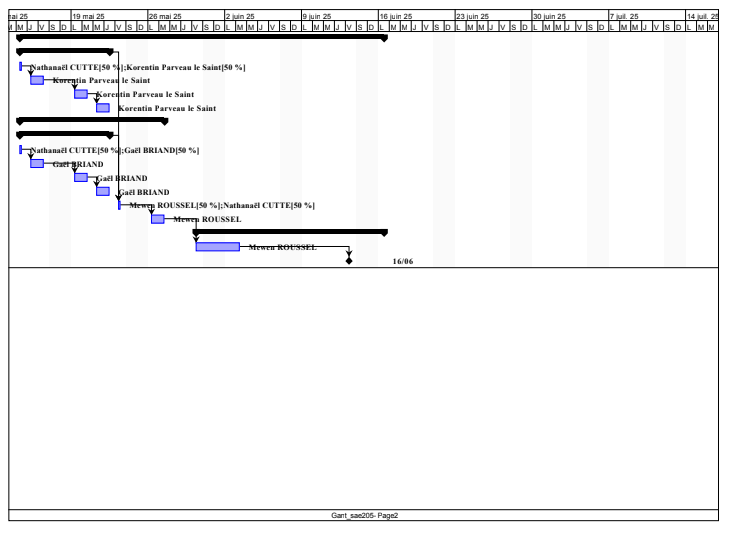 mai 25 19 mai 25 26 mai 25 2 juin 25 9 juin 25 16 juin 25 23 juin 25 30 juin 25 7 juil. 25 14 juil. 25
M M J V S D L M M J V S D L M M J V S D L M M J V S D L M M J V S D L M M J V S D L M M J V S D L M M J V S D L M M J V S D L M M
Nathanaël CUTTE[50 %];Korentin Parveau le Saint[50 %]
Korentin Parveau le Saint
Korentin Parveau le Saint
Korentin Parveau le Saint
Nathanaël CUTTE[50 %];Gaël BRIAND[50 %]
Gaël BRIAND
Gaël BRIAND
Gaël BRIAND
Mewen ROUSSEL[50 %];Nathanaël CUTTE[50 %]
Mewen ROUSSEL
Mewen ROUSSEL
16/06
Gant_sae205- Page2